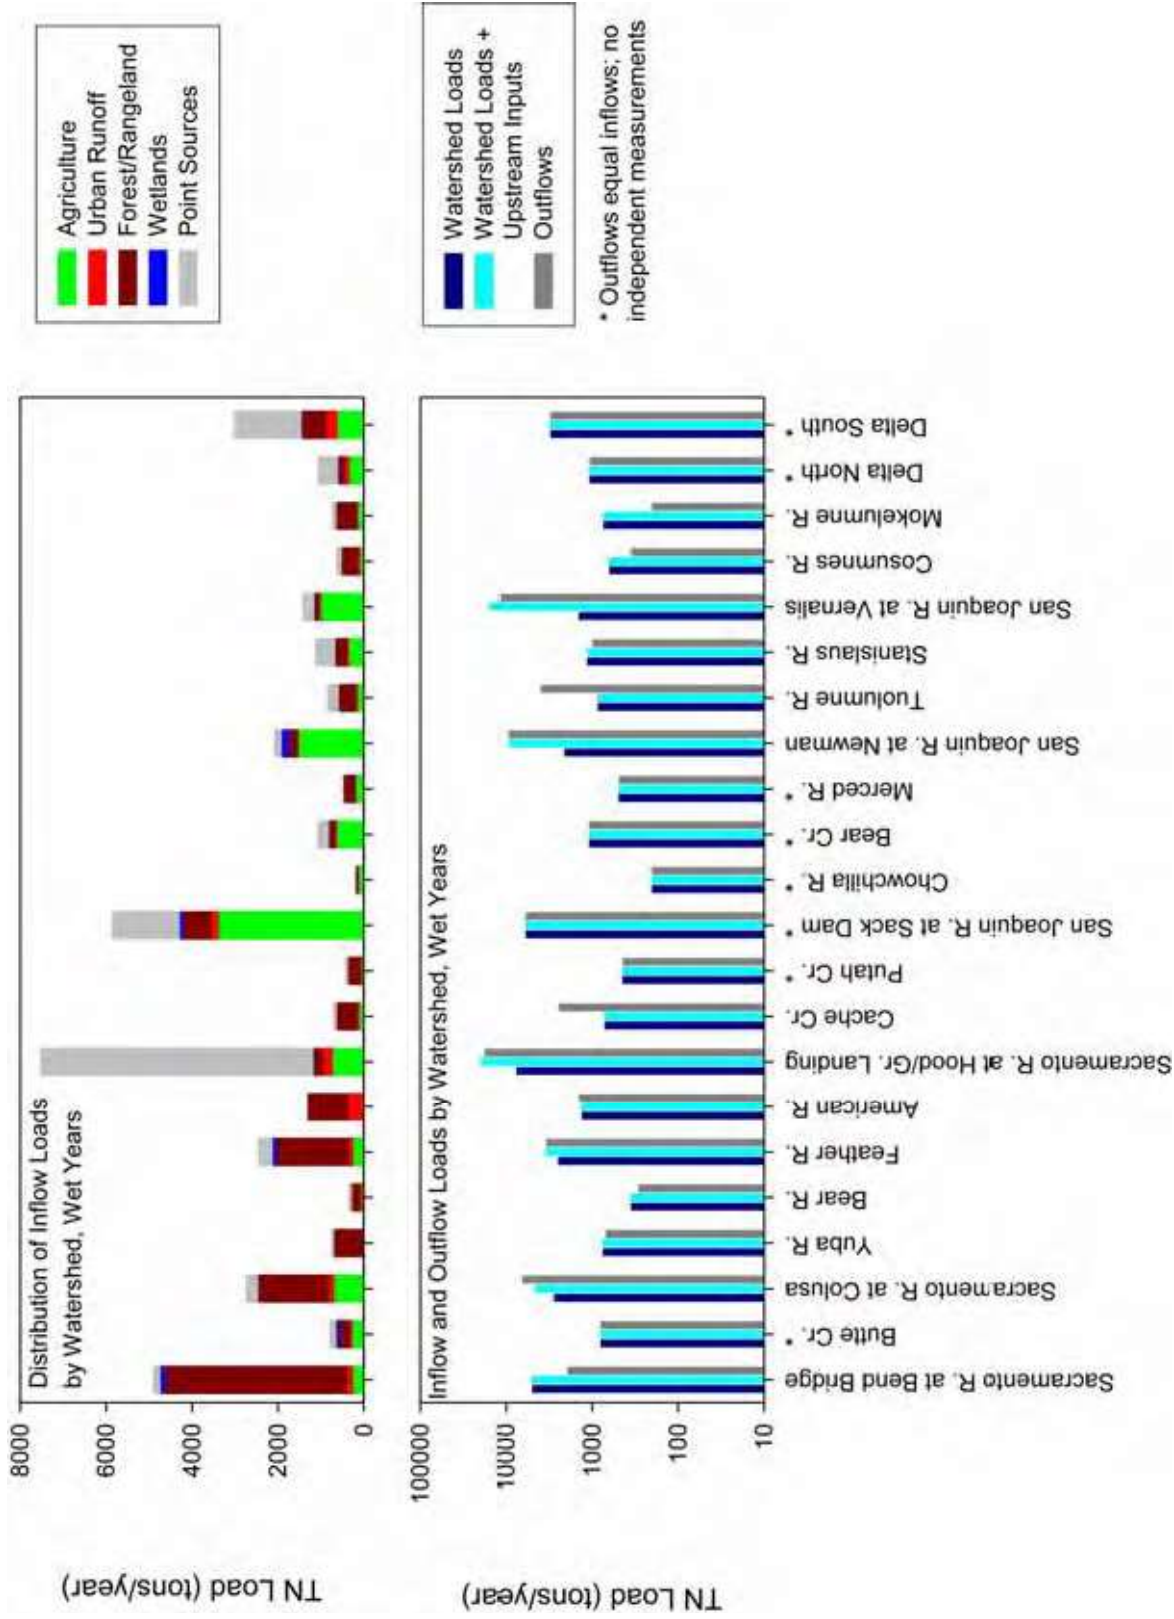 Distribution of Inflow Loads
by Watershed, Wet Years
TN Load (tons/year)
8000
6000
4000
2000
0
Agriculture
Urban Runoff
Forest/Rangeland
Wetlands
Point Sources
Inflow and Outflow Loads by Watershed, Wet Years
TN Load (tons/year)
100000
10000
1000
100
10
Sacramento R. at Bend Bridge
Butte Cr. *
Sacramento R. at Colusa
Yuba R
Bear R
Feather R.
American R.
Sacramento R. at Hood/Gr. Landing
Cache Cr.
Putah Cr. *
San Joaquin R. at Sack Dam *
Chowchilla R. *
Bear Cr. *
Merced R. *
San Joaquin R. at Newman
Tuolumne R.
Stanislaus R.
San Joaquin R. at Vernalis
Cosumnes R.
Mokelumne R.
Delta North *
Delta South *
Watershed Loads
Watershed Loads +
Upstream Inputs
Outflows
* Outflows equal inflows; no
independent measurements